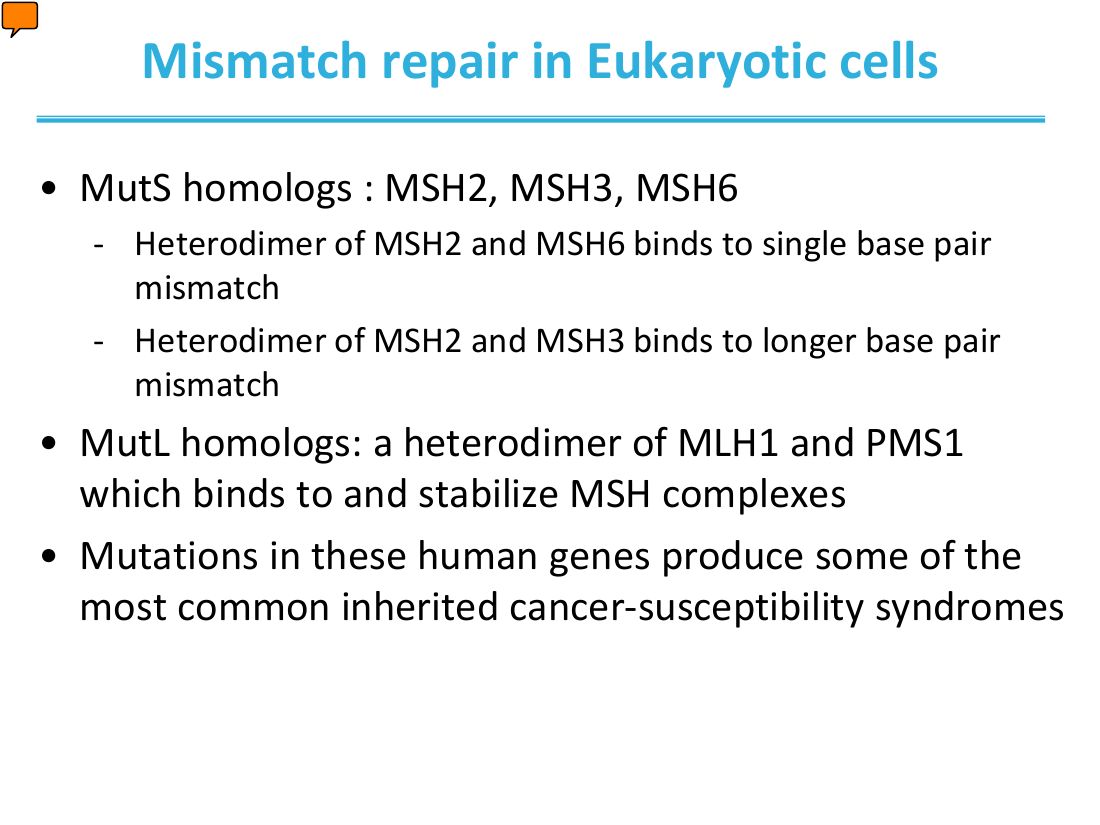 Mismatch repair in Eukaryotic cells
• MutS homologs : MSH2, MSH3, MSH6
- Heterodimer of MSH2 and MSH6 binds to single base pair
mismatch
- Heterodimer of MSH2 and MSH3 binds to longer base pair
mismatch
• MutL homologs: a heterodimer of MLH1 and PMS1
which binds to and stabilize MSH complexes
• Mutations in these human genes produce some of the
most common inherited cancer-susceptibility syndromes